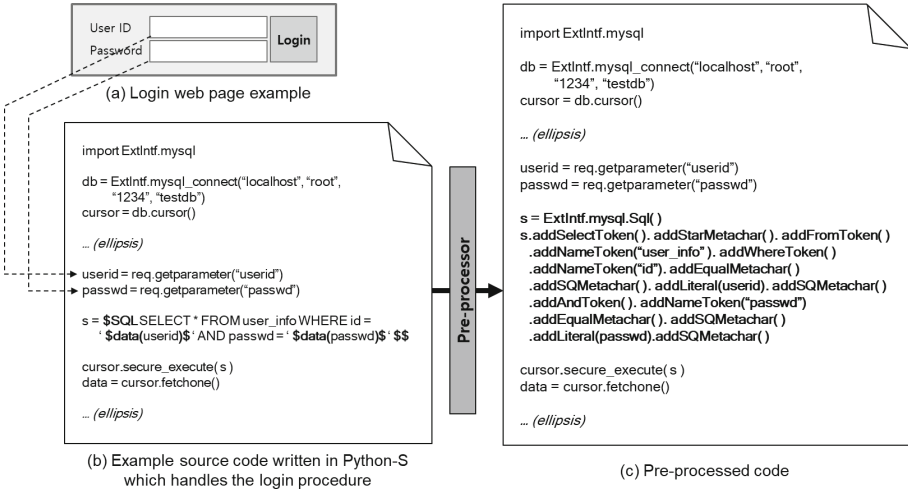 User ID
Password
Login
(a) Login web page example
import ExtIntf.mysql
db = ExtIntf.mysql_connect(“localhost”, “root”,
“1234”, “testdb”)
cursor = db.cursor()
... (ellipsis)
userid = req.getparameter(“userid”)
passwd = req.getparameter(“passwd”)
s = $SQL SELECT * FROM user_info WHERE id =
‘ $data(userid)$ ‘ AND passwd = ‘ $data(passwd)$ ‘ $$
cursor.secure_execute( s )
data = cursor.fetchone()
... (ellipsis)
(b) Example source code written in Python-S
which handles the login procedure
Pre-processor
import ExtIntf.mysql
db = ExtIntf.mysql_connect(“localhost”, “root”,
“1234”, “testdb”)
cursor = db.cursor()
... (ellipsis)
userid = req.getparameter(“userid”)
passwd = req.getparameter(“passwd”)
s = ExtIntf.mysql.Sql( )
s.addSelectToken( ). addStarMetachar( ). addFromToken( )
.addNameToken(“user_info” ). addWhereToken( )
.addNameToken(“id”). addEqualMetachar( )
.addSQMetachar( ). addLiteral(userid). addSQMetachar( )
.addAndToken( ). addNameToken(“passwd”)
.addEqualMetachar( ). addSQMetachar( )
.addLiteral(passwd).addSQMetachar( )
cursor.secure_execute( s )
data = cursor.fetchone()
... (ellipsis)
(c) Pre-processed code